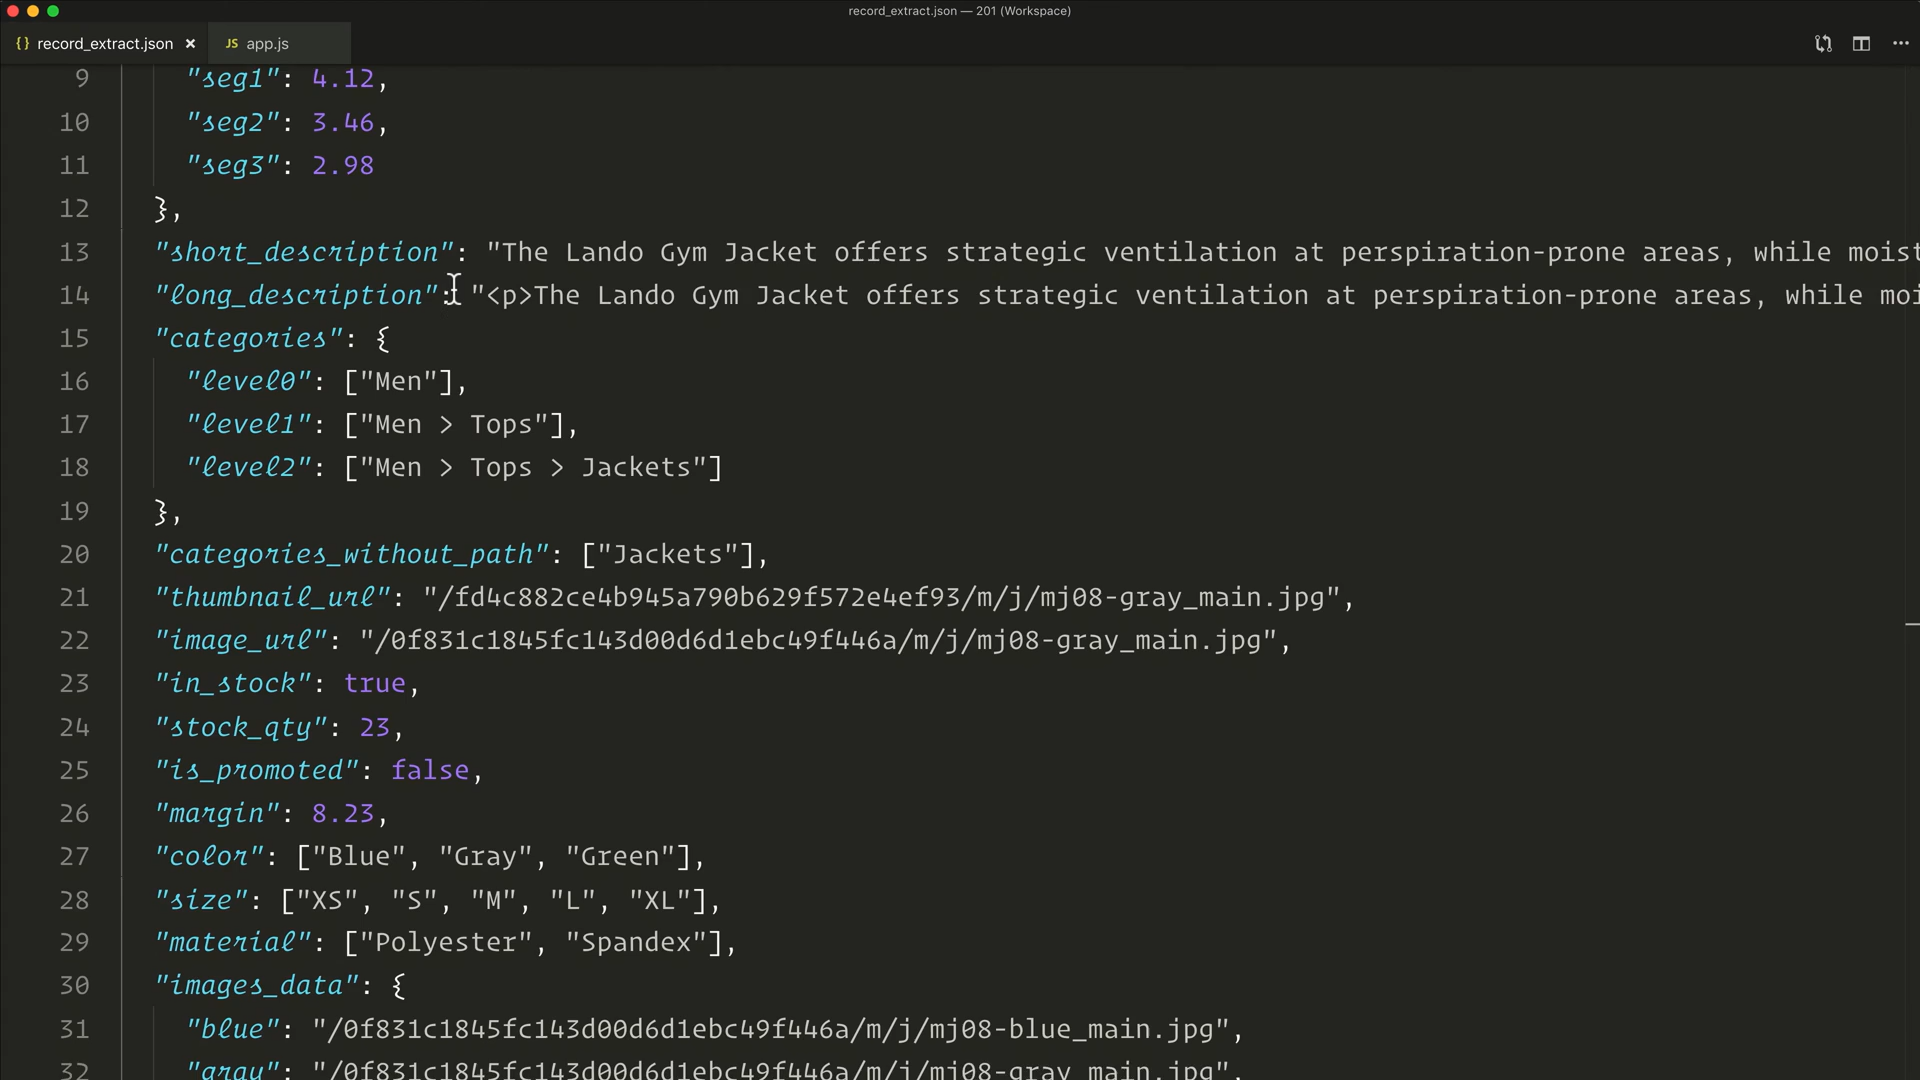 record_extract.json — 201 (Workspace)
{} record_extract.json × JS app.js
9 "seg1": 4.12,
10 "seg2": 3.46,
11 "seg3": 2.98
12 },
13 "short_description": "The Lando Gym Jacket offers strategic ventilation at perspiration-prone areas, while moist
14 "long_description": "<p>The Lando Gym Jacket offers strategic ventilation at perspiration-prone areas, while moi
15 "categories": {
16 "level0": ["Men"],
17 "level1": ["Men > Tops"],
18 "level2": ["Men > Tops > Jackets"]
19 },
20 "categories_without_path": ["Jackets"],
21 "thumbnail_url": "/fd4c882ce4b945a790b629f572e4ef93/m/j/mj08-gray_main.jpg",
22 "image_url": "/0f831c1845fc143d00d6d1ebc49f446a/m/j/mj08-gray_main.jpg",
23 "in_stock": true,
24 "stock_qty": 23,
25 "is_promoted": false,
26 "margin": 8.23,
27 "color": ["Blue", "Gray", "Green"],
28 "size": ["XS", "S", "M", "L", "XL"],
29 "material": ["Polyester", "Spandex"],
30 "images_data": {
31 "blue": "/0f831c1845fc143d00d6d1ebc49f446a/m/j/mj08-blue_main.jpg",
32 "gray": "/0f831c1845fc143d00d6d1ebc49f446a/m/j/mj08-gray_main.jpg",